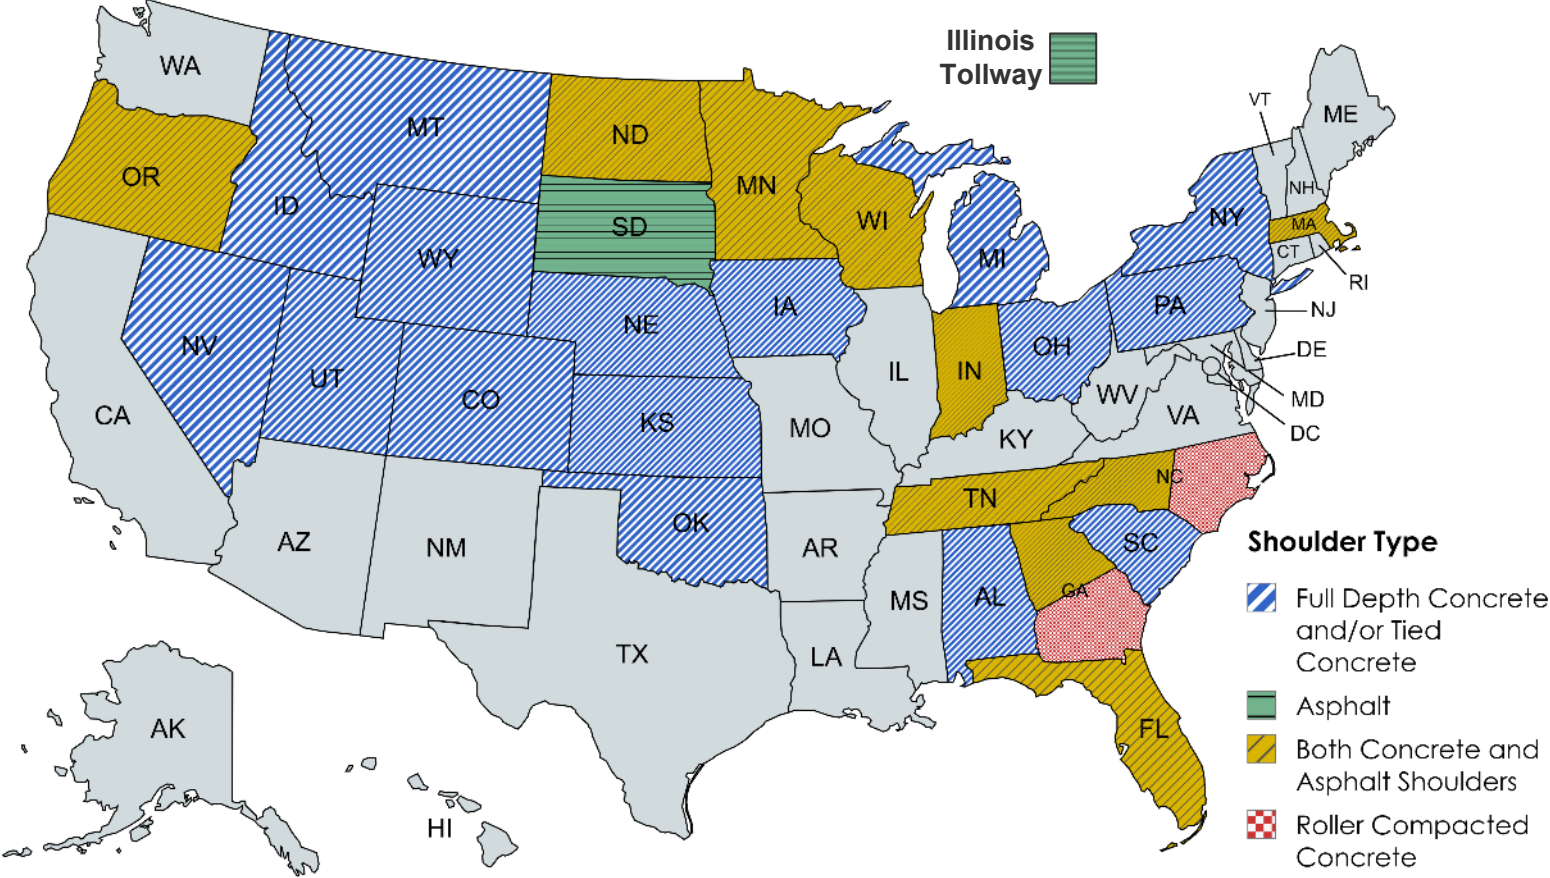 Illinois
Tollway
WA
MT
ND
MN
OR
ID
SD
WI
WY
MI
NY
VT
ME
NH
MA
CT
RI
NJ
DE
MD
DC
PA
IA
NE
NV
UT
CO
KS
IL
IN
OH
WV
VA
CA
MO
KY
NC
TN
AZ
NM
OK
AR
SC
GA
AL
MS
TX
LA
FL
AK
HI
Shoulder Type
Full Depth Concrete
and/or Tied
Concrete
Asphalt
Both Concrete and
Asphalt Shoulders
Roller Compacted
Concrete